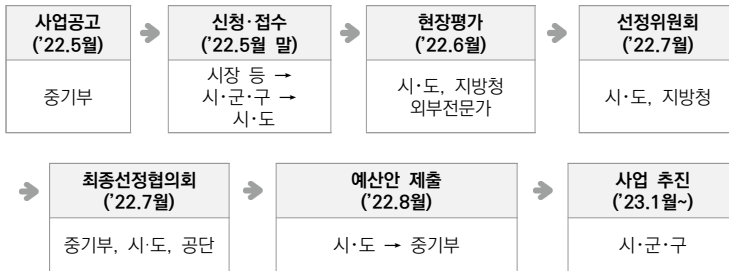 사업공고
('22.5월)
중기부
신청·접수
('22.5월 말)
시장 등 →
시·군·구 →
시·도
현장평가
('22.6월)
시·도, 지방청
외부전문가
선정위원회
('22.7월)
시·도, 지방청
최종선정협의회
('22.7월)
중기부, 시·도, 공단
예산안 제출
('22.8월)
시·도 → 중기부
사업 추진
('23.1월~)
시·군·구